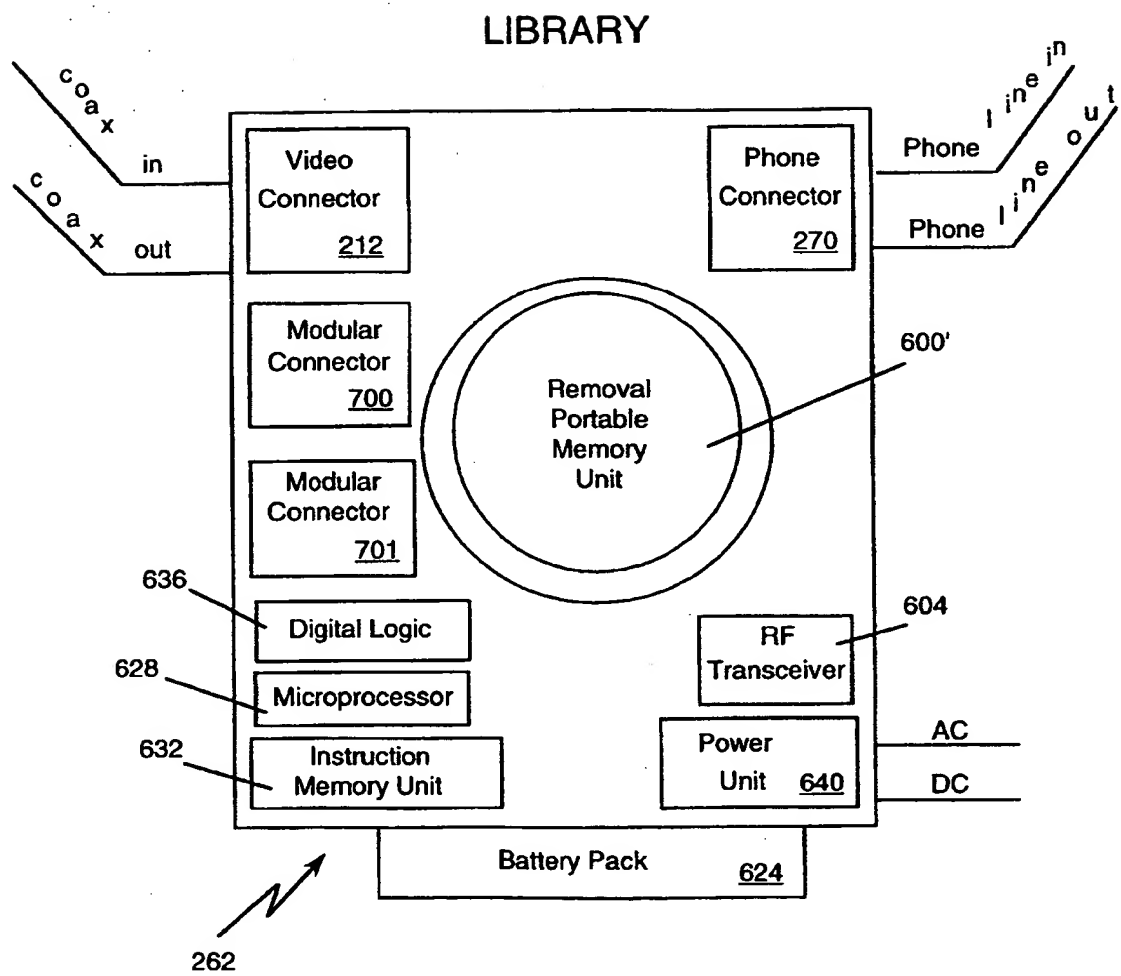 LIBRARY
coax in
coax out
Video
Connector
212
Phone
Connector
270
Phone line in
Phone line out
Modular
Connector
700
Modular
Connector
701
Removal
Portable
Memory
Unit
600'
636
Digital Logic
628
Microprocessor
632
Instruction
Memory Unit
RF
Transceiver
604
Power
Unit 640
AC
DC
Battery Pack 624
262